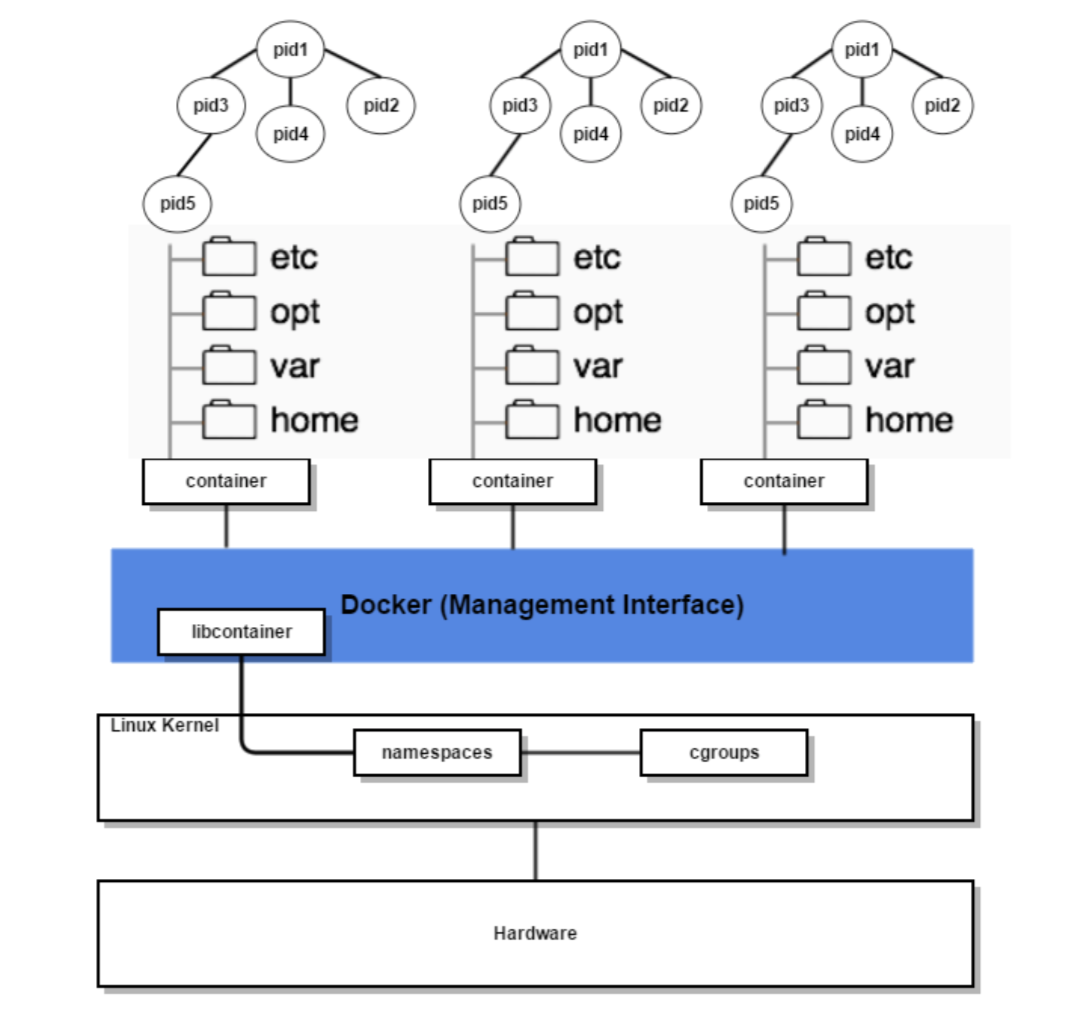 pid1 pid1 pid1
pid3 pid2 pid3 pid2 pid3 pid2
pid4 pid4 pid4
pid5 pid5 pid5
etc etc etc
opt opt opt
var var var
home home home
container container container
Docker (Management Interface)
libcontainer
Linux Kernel
namespaces cgroups
Hardware